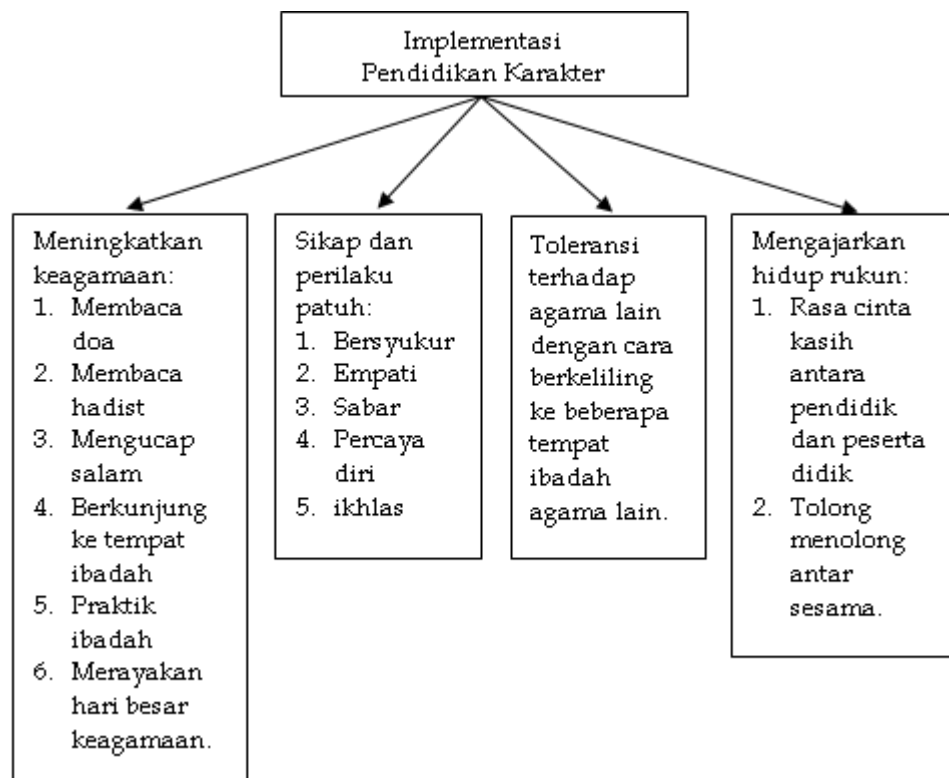 Implementasi
Pendidikan Karakter
Meningkatkan
keagamaan:
1. Membaca
doa
2. Membaca
hadist
3. Mengucap
salam
4. Berkunjung
ke tempat
ibadah
5. Praktik
ibadah
6. Merayakan
hari besar
keagamaan.
Sikap dan
perilaku
patuh:
1. Bersyukur
2. Empati
3. Sabar
4. Percaya
diri
5. ikhlas
Toleransi
terhadap
agama lain
dengan cara
berkeliling
ke beberapa
tempat
ibadah
agama lain.
Mengajarkan
hidup rukun:
1. Rasa cinta
kasih
antara
pendidik
dan peserta
didik
2. Tolong
menolong
antar
sesama.